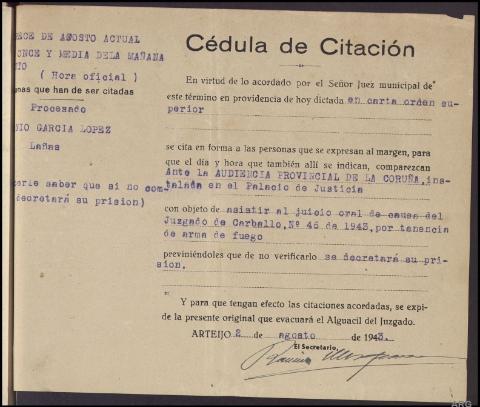 ECE DE AGOSTO ACTUAL
ONCE Y MEDIA DELA MAÑANA
( Hora oficial )
nas que han de ser citadas
Procesado
IO GARCIA LOPEZ
Lañas
erle saber que si no com-
decretará su prision)
Cédula de Citación
En virtud de lo acordado por el Señor Juez municipal de
este término en providencia de hoy dictada en carta orden su-
perior
se cita en forma a las personas que se expresan al margen, para
que el día y hora que también allí se indican, comparezcan
Ante la AUDIENCIA PROVINCIAL DE LA CORUÑA, ins-
talada en el Palacio de Justicia
con objeto de asistir al juicio oral de causa del
Juzgado de Carballo, Nº 46 de 1943, por tenencia
de arma de fuego
previniéndoles que de no verificarlo se decretará su pri-
sion.
Y para que tengan efecto las citaciones acordadas, se expi-
de la presente original que evacuará el Alguacil del Juzgado.
ARTEIJO 2 de agosto de 1943.
El Secretario,
ARG